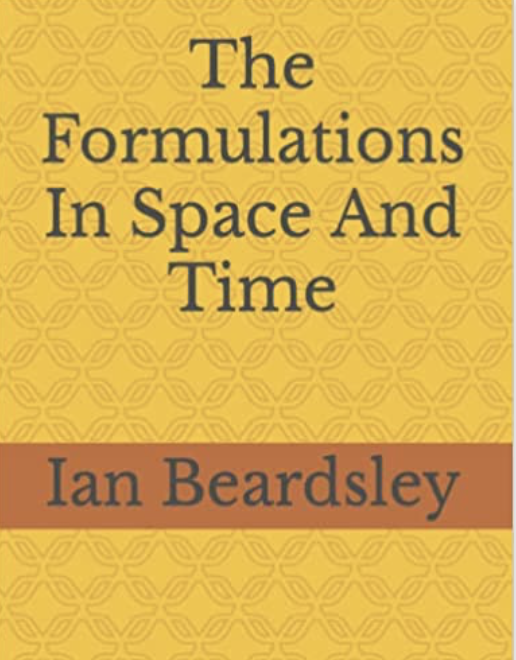 The
Formulations
In Space And
Time
Ian Beardsley